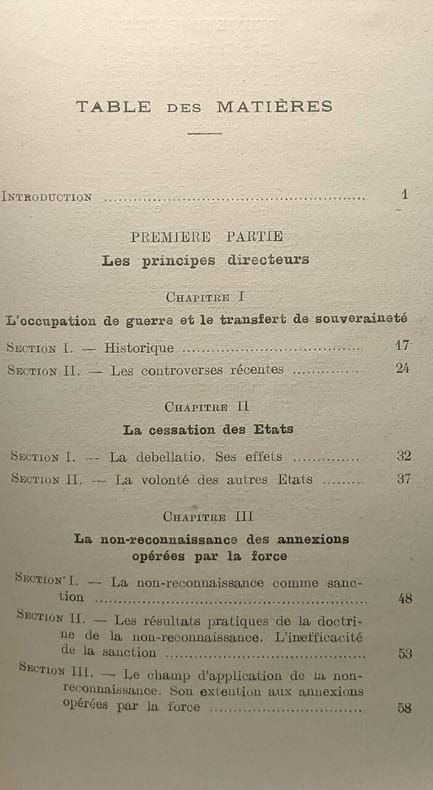 TABLE DES MATIÈRES
INTRODUCTION ........................ 1
PREMIERE PARTIE
Les principes directeurs
CHAPITRE I
L'occupation de guerre et le transfert de souveraineté
SECTION I. — Historique ........................ 17
SECTION II. — Les controverses récentes ............. 24
CHAPITRE II
La cessation des Etats
SECTION I. — La debellatio. Ses effets ............. 32
SECTION II. — La volonté des autres Etats ........ 37
CHAPITRE III
La non-reconnaissance des annexions
opérées par la force
SECTION I. — La non-reconnaissance comme sanc-
tion ........................ 48
SECTION II. — Les résultats pratiques de la doctri-
ne de la non-reconnaissance. L'inefficacité
de la sanction ........................ 53
SECTION III. — Le champ d'application de la non-
reconnaissance. Son extention aux annexions
opérées par la force ........................ 58